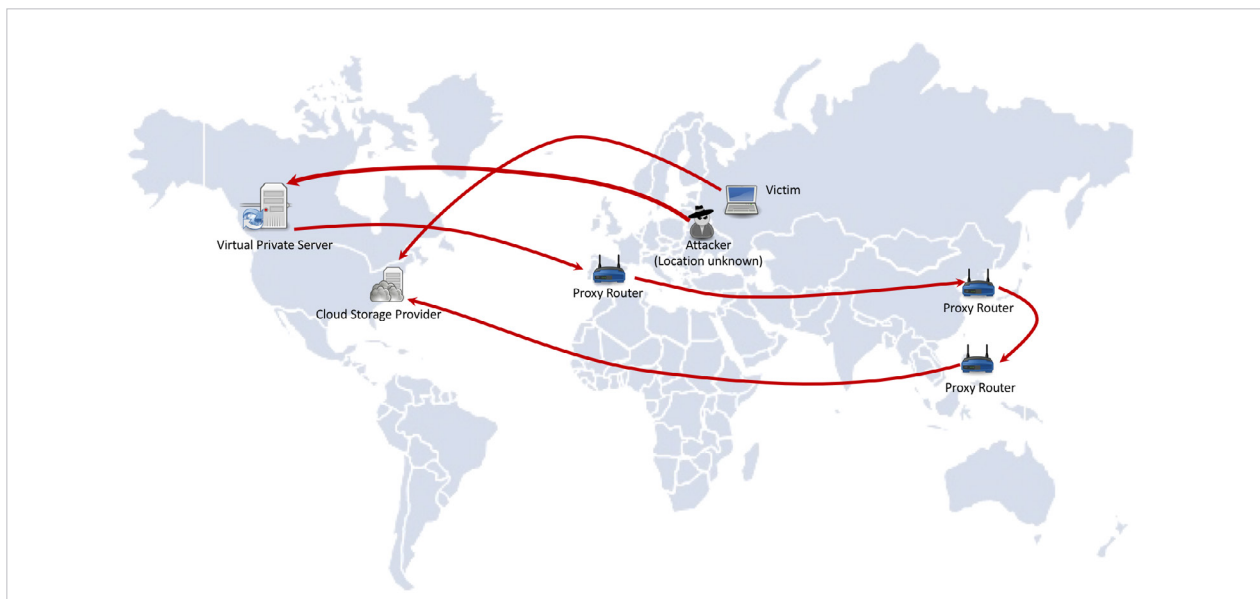 Victim
Virtual Private Server
Attacker
(Location unknown)
Proxy Router
Proxy Router
Cloud Storage Provider
Proxy Router